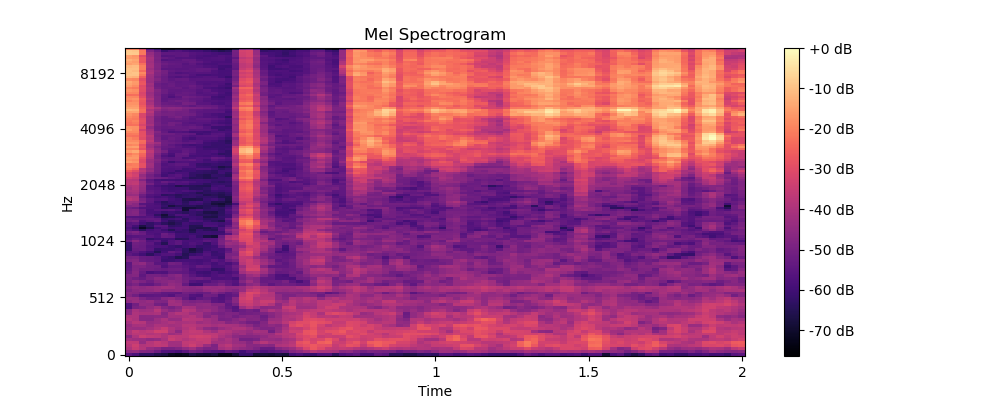 Mel Spectrogram
Hz
8192
4096
2048
1024
512
0
0 0.5 1 1.5 2
Time
+0 dB
-10 dB
-20 dB
-30 dB
-40 dB
-50 dB
-60 dB
-70 dB